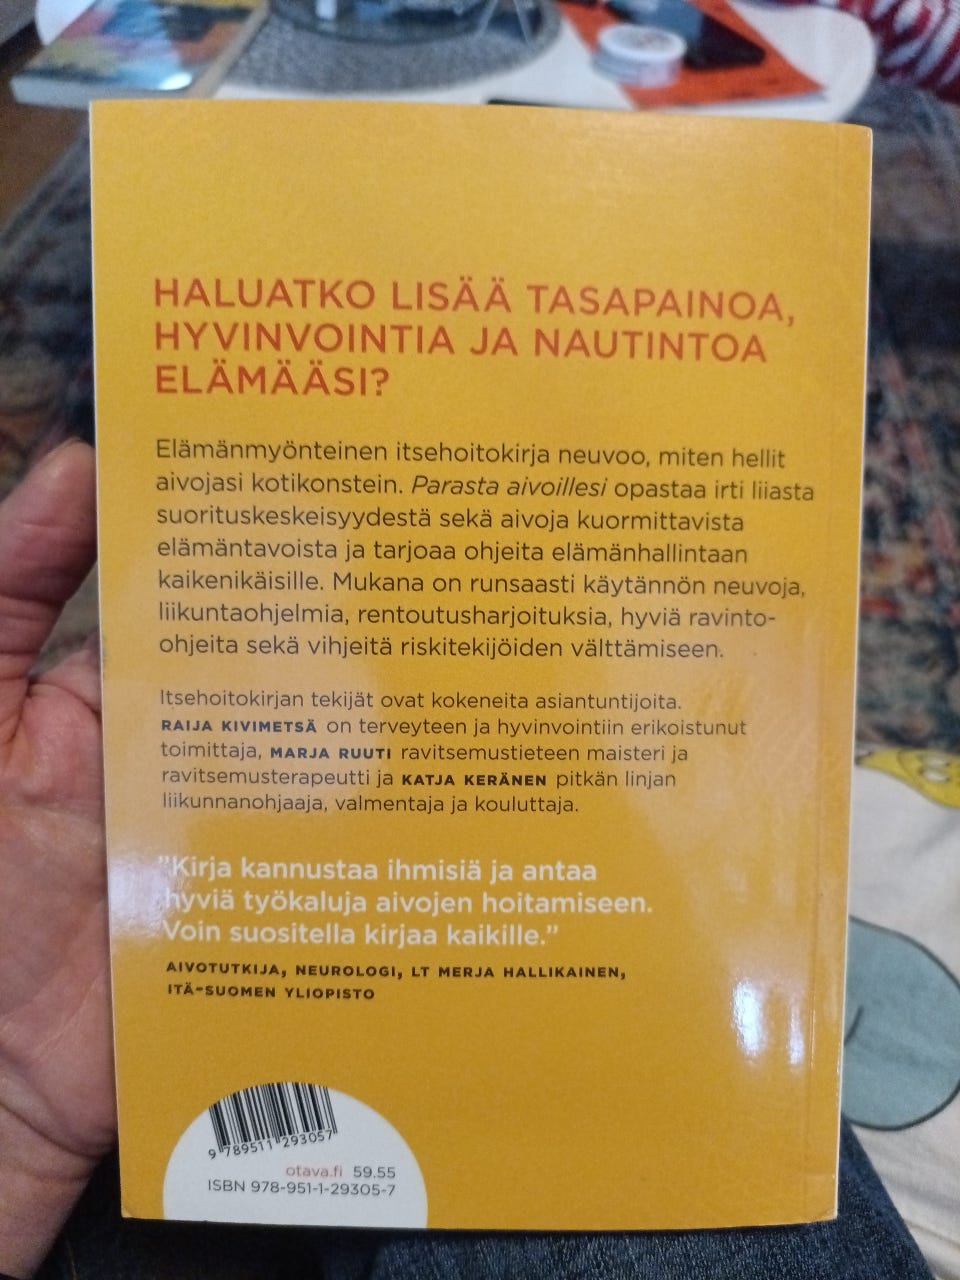 HALUATKO LISÄÄ TASAPAINOA,
HYVINVOINTIA JA NAUTINTOA
ELÄMÄÄSI?
Elämänmyönteinen itsehoitokirja neuvoo, miten hellit
aivojasi kotikonstein. Parasta aivoillesi opastaa irti liiasta
suorituskeskeisyydestä sekä aivoja kuormittavista
elämäntavoista ja tarjoaa ohjeita elämänhallintaan
kaikenikäisille. Mukana on runsaasti käytännön neuvoja,
liikuntaohjelmia, rentoutusharjoituksia, hyviä ravinto-
ohjeita sekä vihjeitä riskitekijöiden välttämiseen.
Itsehoitokirjan tekijät ovat kokeneita asiantuntijoita.
RAIJA KIVIMETSÄ on terveyteen ja hyvinvointiin erikoistunut
toimittaja, MARJA RUUTI ravitsemustieteen maisteri ja
ravitsemusterapeutti ja KATJA KERÄNEN pitkän linjan
liikunnanohjaaja, valmentaja ja kouluttaja.
”Kirja kannustaa ihmisiä ja antaa
hyviä työkaluja aivojen hoitamiseen.
Voin suositella kirjaa kaikille.”
AIVOTUTKIJA, NEUROLOGI, LT MERJA HALLIKAINEN,
ITÄ-SUOMEN YLIOPISTO
9 789511 293057
otava.fi 59.55
ISBN 978-951-1-29305-7